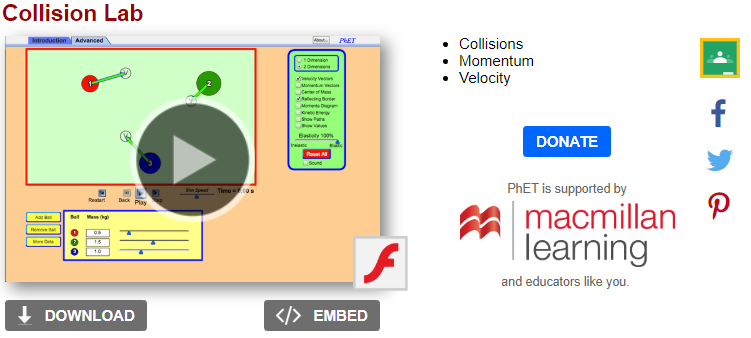 Collision Lab
Introduction Advanced About... PhET
1 Dimension
2 Dimensions
Velocity Vectors
Momentum Vectors
Center of Mass
Reflecting Border
Momenta Diagram
Kinetic Energy
Show Paths
Show Values
Elasticity 100%
Inelastic Elastic
Reset All
Sound
1 V
2
V
V
3
Restart Back Play Step
Sim Speed
Time =
Add Ball
Remove Ball
More Data
Ball Mass (kg)
1 0.5
2 1.5
3 1.0
DOWNLOAD
EMBED
Collisions
Momentum
Velocity
DONATE
PhET is supported by
macmillan
learning
and educators like you.